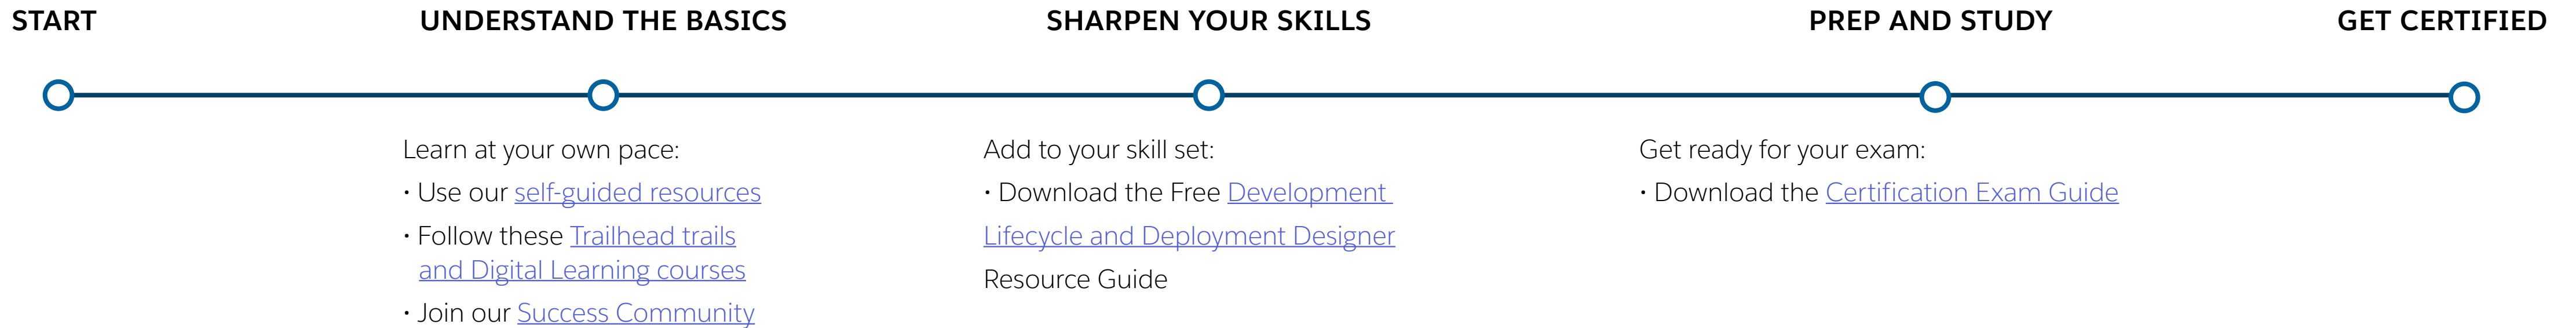 START
UNDERSTAND THE BASICS
SHARPEN YOUR SKILLS
PREP AND STUDY
GET CERTIFIED
Learn at your own pace:
· Use our self-guided resources
· Follow these Trailhead trails
and Digital Learning courses
· Join our Success Community
Add to your skill set:
· Download the Free Development
Lifecycle and Deployment Designer
Resource Guide
Get ready for your exam:
· Download the Certification Exam Guide